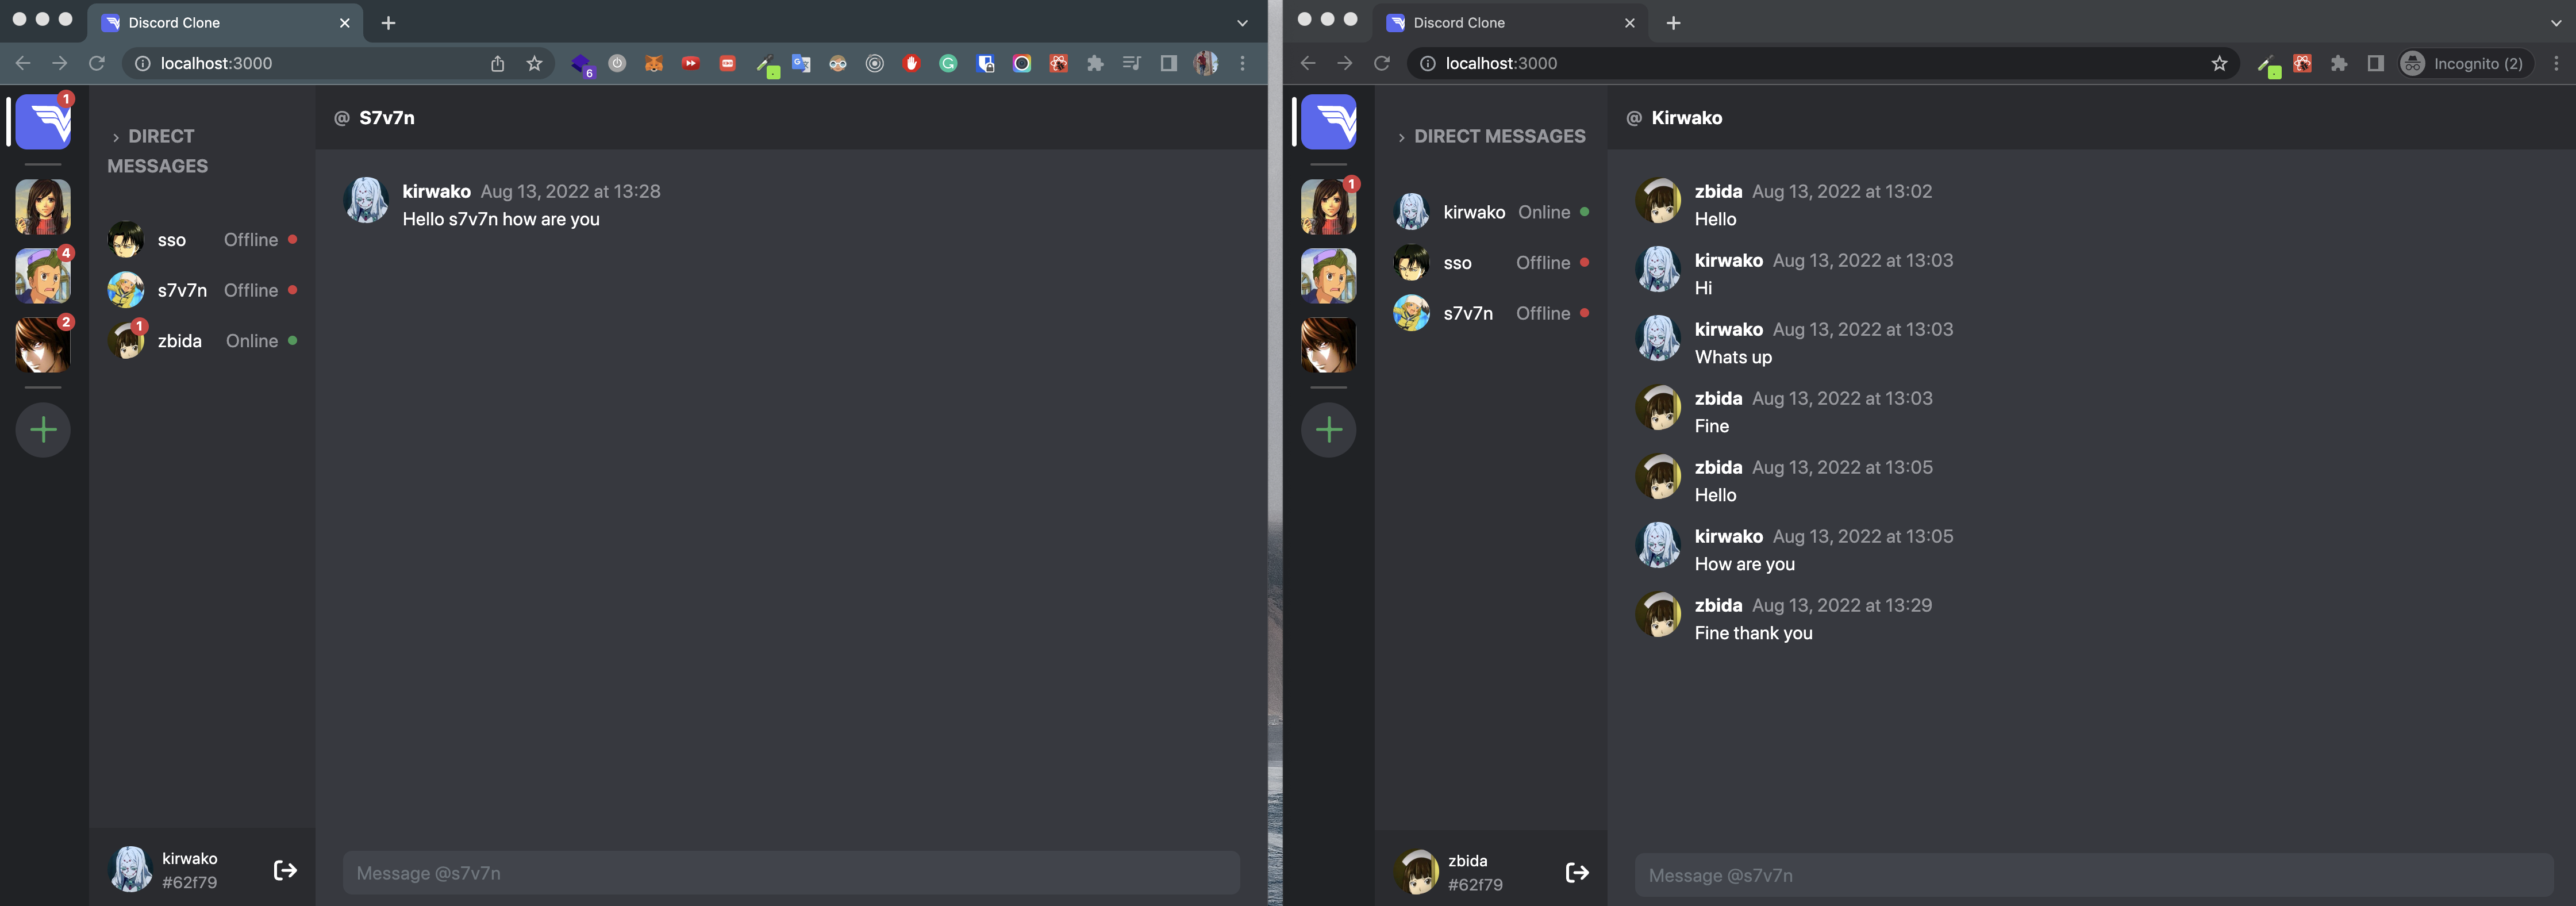 Discord Clone
localhost:3000
6
1
4
2
> DIRECT
MESSAGES
sso Offline
s7v7n Offline
1
zbida Online
kirwako
#62f79
@ S7v7n
kirwako Aug 13, 2022 at 13:28
Hello s7v7n how are you
Message @s7v7n
Discord Clone
localhost:3000
Incognito (2)
1
> DIRECT MESSAGES
kirwako Online
sso Offline
s7v7n Offline
zbida
#62f79
@ Kirwako
zbida Aug 13, 2022 at 13:02
Hello
kirwako Aug 13, 2022 at 13:03
Hi
kirwako Aug 13, 2022 at 13:03
Whats up
zbida Aug 13, 2022 at 13:03
Fine
zbida Aug 13, 2022 at 13:05
Hello
kirwako Aug 13, 2022 at 13:05
How are you
zbida Aug 13, 2022 at 13:29
Fine thank you
Message @s7v7n